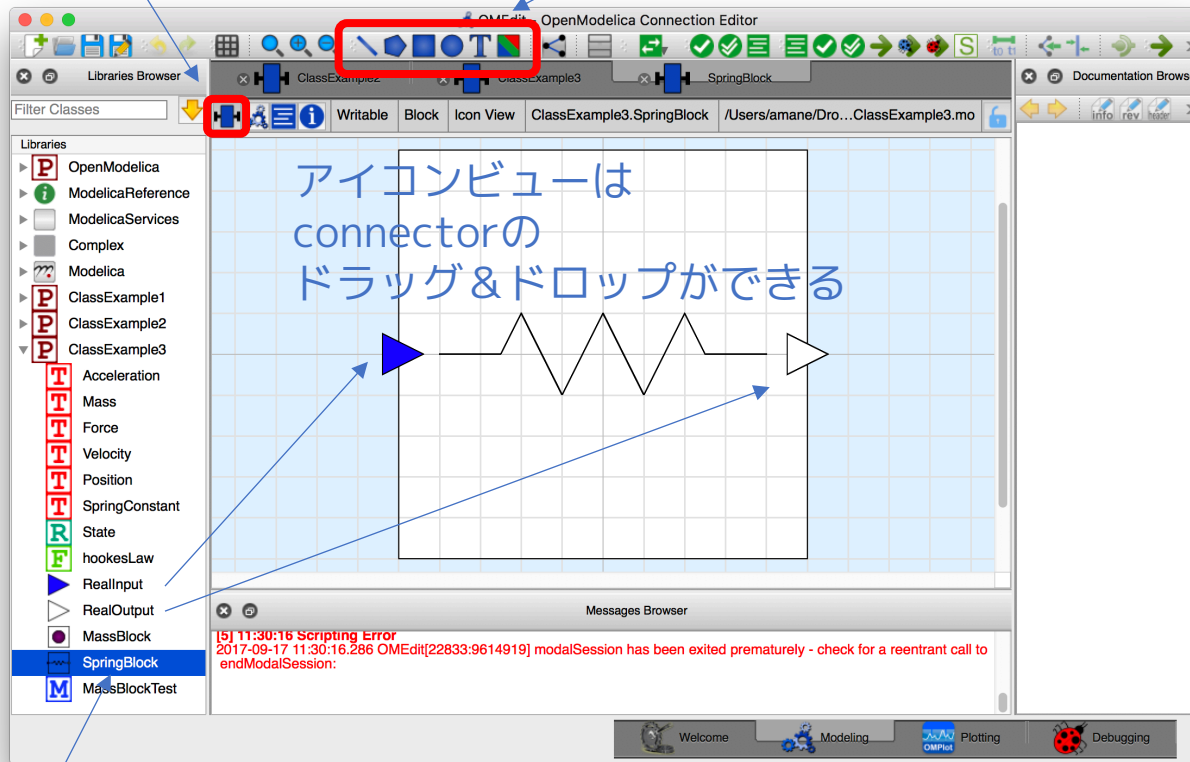 OMEdit - OpenModelica Connection Editor
T
S
Libraries Browser
ClassExample2
ClassExample3
SpringBlock
Documentation Brows
Filter Classes
Writable
Block
Icon View
ClassExample3.SpringBlock
/Users/amane/Dro...ClassExample3.mo
info
rev
header
Libraries
P OpenModelica
i ModelicaReference
ModelicaServices
Complex
Modelica
P ClassExample1
P ClassExample2
P ClassExample3
T Acceleration
T Mass
T Force
T Velocity
T Position
T SpringConstant
R State
F hookesLaw
RealInput
RealOutput
MassBlock
SpringBlock
M MassBlockTest
アイコンビューは
connectorの
ドラッグ＆ドロップができる
Messages Browser
[5] 11:30:16 Scripting Error
2017-09-17 11:30:16.286 OMEdit[22833:9614919] modalSession has been exited prematurely - check for a reentrant call to
endModalSession:
Welcome
Modeling
OMPlot
Plotting
Debugging